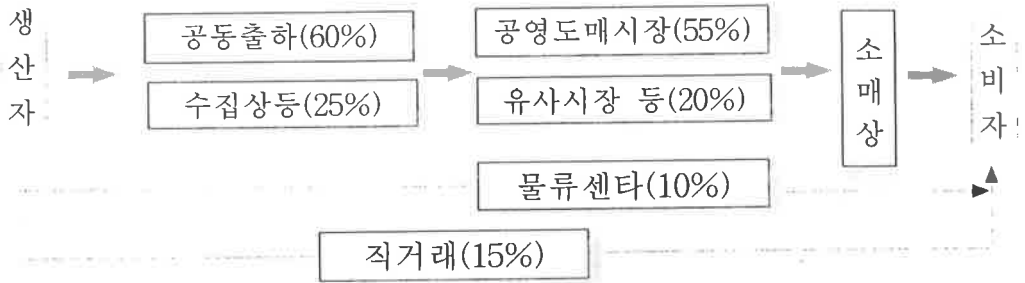 생산자
공동출하(60%)
수집상등(25%)
공영도매시장(55%)
유사시장 등(20%)
물류센타(10%)
직거래(15%)
소매상
소비자